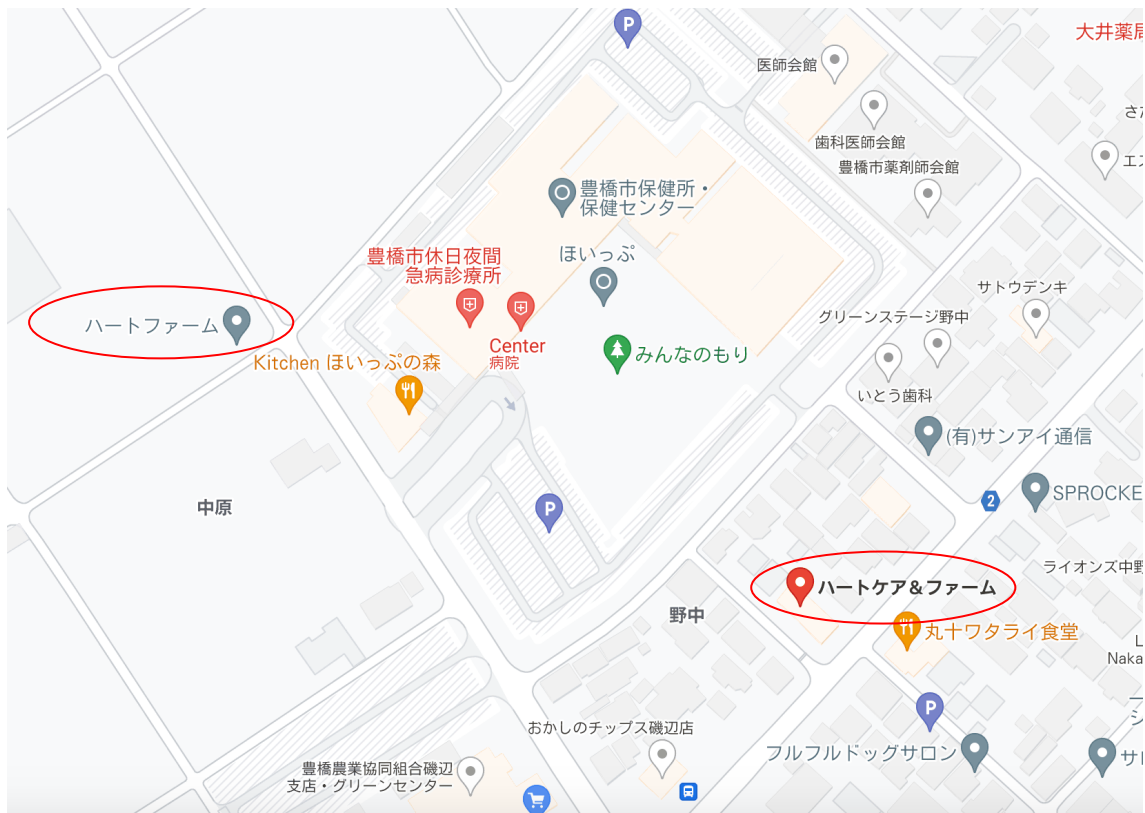 P
大井薬局
医師会館
歯科医師会館
豊橋市薬剤師会館
豊橋市保健所・
保健センター
豊橋市休日夜間
急病診療所
ほいっぷ
サトウデンキ
ハートファーム
グリーンステージ野中
Center
病院
みんなのもり
Kitchen ほいっぷの森
いとう歯科
(有)サンアイ通信
2
SPROCKE
中原
P
ライオンズ中野
ハートケア&ファーム
野中
丸十ワタライ食堂
Naka
P
おかしのチップス磯辺店
フルフルドッグサロン
豊橋農業協同組合磯辺
支店・グリーンセンター